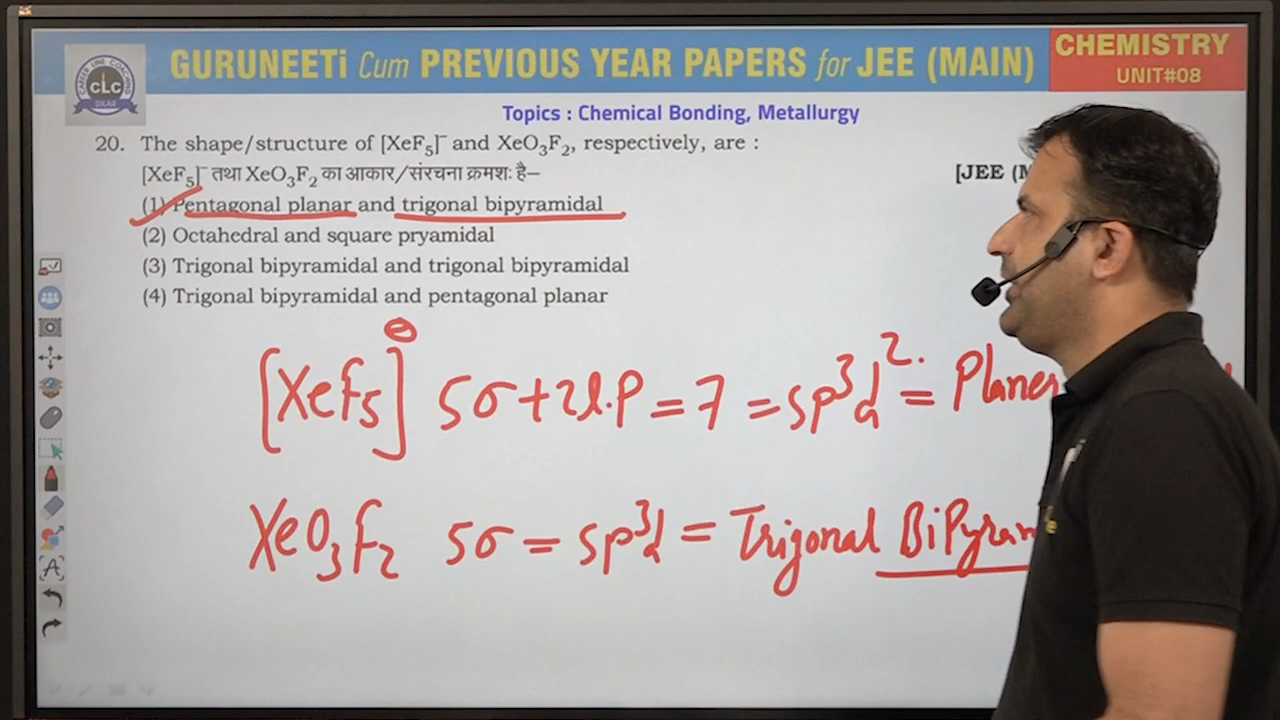 GURUNEETi Cum PREVIOUS YEAR PAPERS for JEE (MAIN)
CHEMISTRY
UNIT#08
CLC
SIKAR
Topics : Chemical Bonding, Metallurgy
20. The shape/structure of [XeF₅]⁻ and XeO₃F₂, respectively, are :
[XeF₅]⁻ तथा XeO₃F₂ का आकार/संरचना क्रमशः है–
[JEE (M
(1) Pentagonal planar and trigonal bipyramidal
(2) Octahedral and square pryamidal
(3) Trigonal bipyramidal and trigonal bipyramidal
(4) Trigonal bipyramidal and pentagonal planar
[XeF₅]⊖ 5σ+2l.P = 7 = sp³d². = Planer
XeO₃F₂ 5σ = sp³d = Trigonal BiPyram